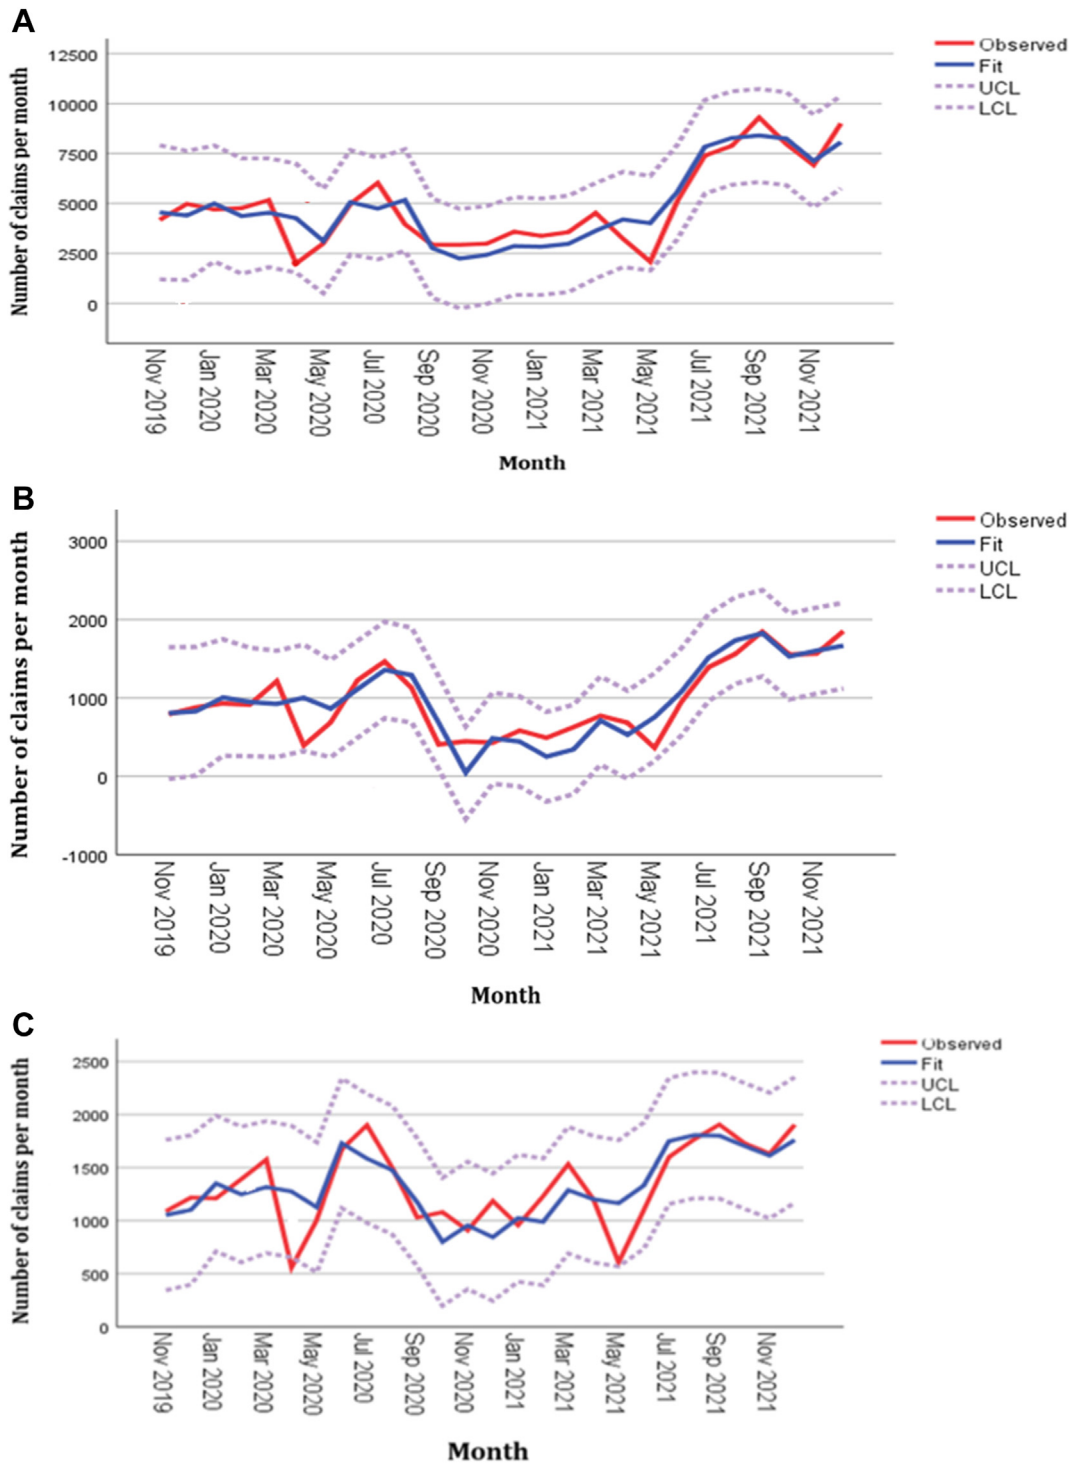 A
Number of claims per month
12500
10000
7500
5000
2500
0
Nov 2019
Jan 2020
Mar 2020
May 2020
Jul 2020
Sep 2020
Nov 2020
Jan 2021
Mar 2021
May 2021
Jul 2021
Sep 2021
Nov 2021
Month
Observed
Fit
UCL
LCL
B
Number of claims per month
3000
2000
1000
0
-1000
Nov 2019
Jan 2020
Mar 2020
May 2020
Jul 2020
Sep 2020
Nov 2020
Jan 2021
Mar 2021
May 2021
Jul 2021
Sep 2021
Nov 2021
Month
Observed
Fit
UCL
LCL
C
Number of claims per month
2500
2000
1500
1000
500
0
Nov 2019
Jan 2020
Mar 2020
May 2020
Jul 2020
Sep 2020
Nov 2020
Jan 2021
Mar 2021
May 2021
Jul 2021
Sep 2021
Nov 2021
Month
Observed
Fit
UCL
LCL